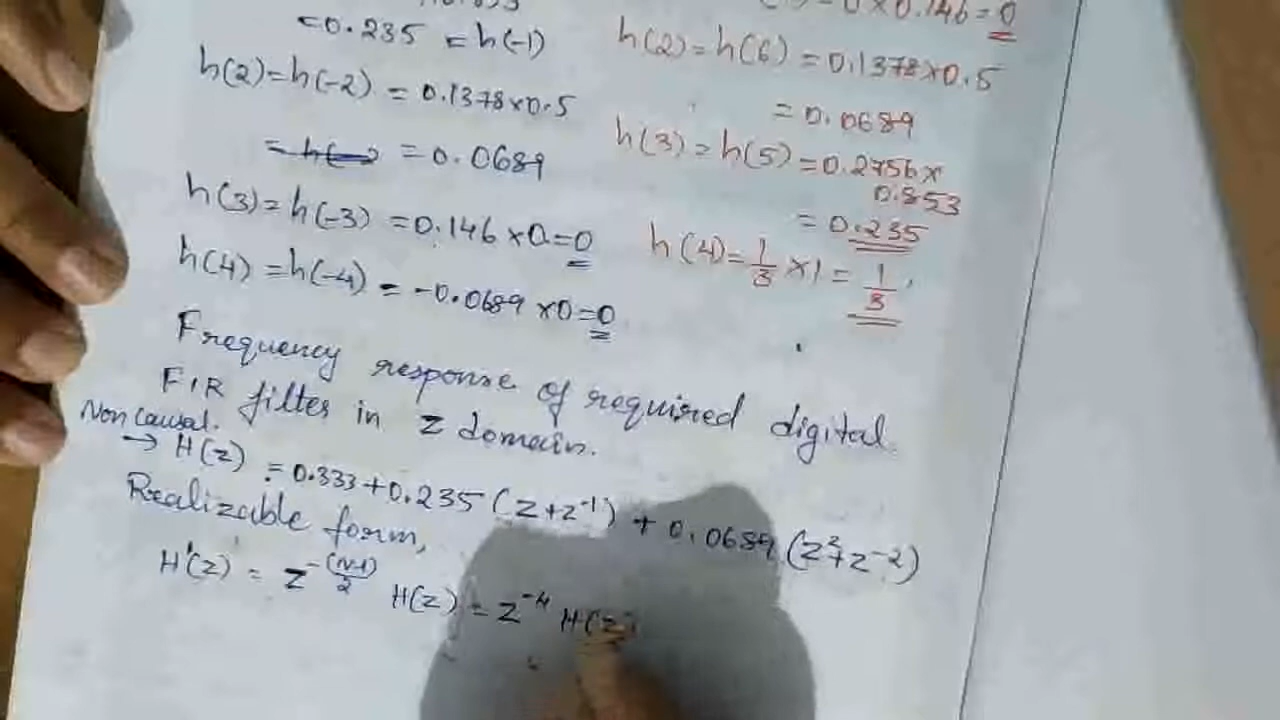 = 0.235 = h(-1)
h(2) = h(-2) = 0.1378 x 0.5
= 0.0689
h(3) = h(-3) = 0.146 x 0 = 0
h(4) = h(-4) = -0.0689 x 0 = 0
0 x 0.146 = 0
h(2) = h(6) = 0.1378 x 0.5
= 0.0689
h(3) = h(5) = 0.2756 x
0.853
= 0.235
h(4) = 1/3 x 1 = 1/3
Frequency response of required digital
FIR filter in z domain.
Non causal.
→ H(z) = 0.333 + 0.235 (z + z⁻¹) + 0.0689 (z² + z⁻²)
Realizable form,
H'(z) = z^-(N-1)/2 H(z) = z⁻⁴ H(z)